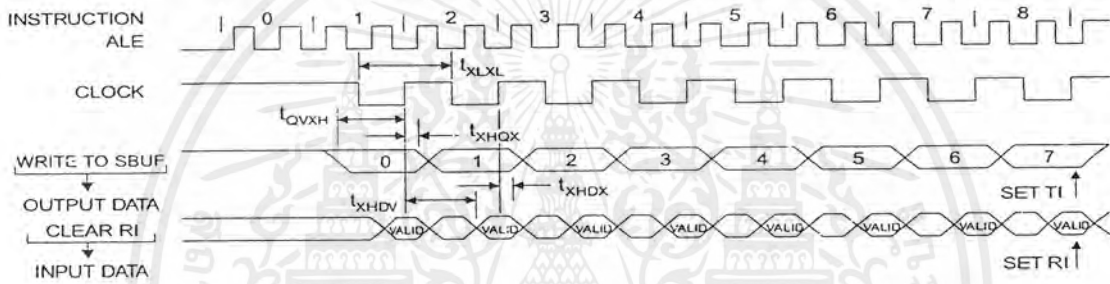 INSTRUCTION 0 1 2 3 4 5 6 7 8
ALE
tXLXL
CLOCK
tQVXH
tXHQX
WRITE TO SBUF 0 1 2 3 4 5 6 7
tXHDV tXHDX SET TI
OUTPUT DATA
CLEAR RI VALID VALID VALID VALID VALID VALID VALID VALID
SET RI
INPUT DATA